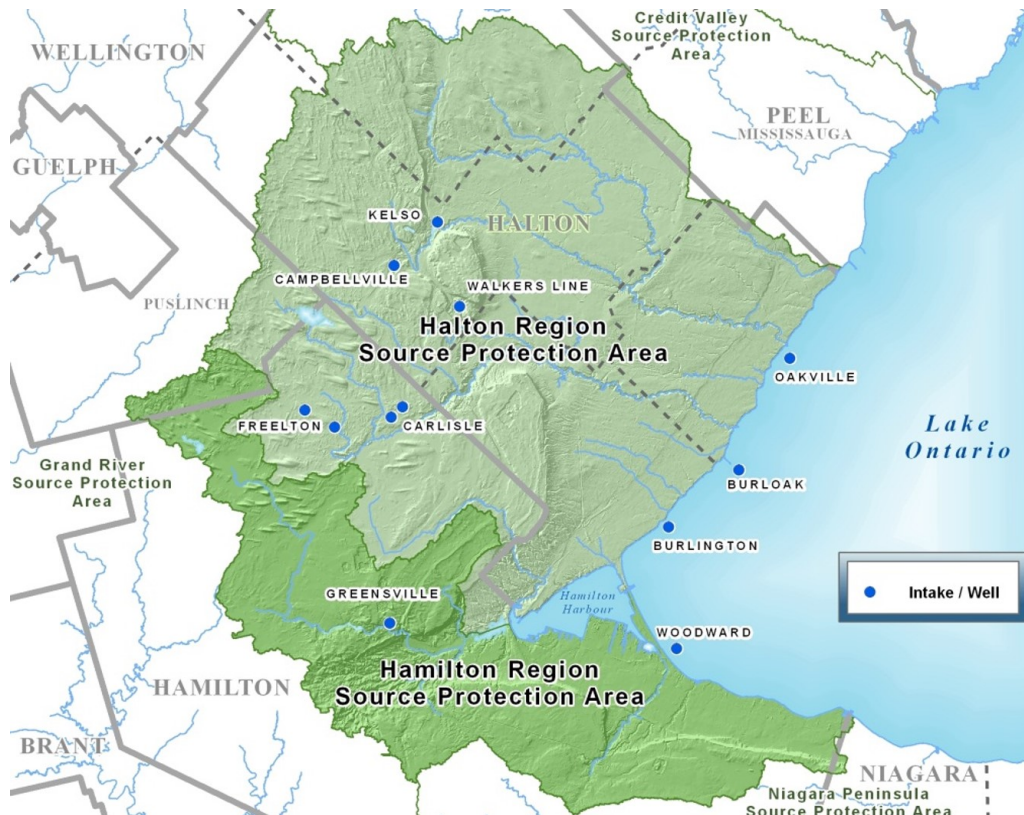 Credit Valley
Source Protection
Area
WELLINGTON
PEEL
MISSISSAUGA
GUELPH
KELSO
HALTON
CAMPBELLVILLE
WALKERS LINE
PUSLINCH
Halton Region
Source Protection Area
OAKVILLE
FREELTON
CARLISLE
Lake
Ontario
Grand River
Source Protection
Area
BURLOAK
BURLINGTON
Intake / Well
GREENSVILLE
Hamilton
Harbour
WOODWARD
Hamilton Region
Source Protection Area
HAMILTON
BRANT
NIAGARA
Niagara Peninsula
Source Protection Area